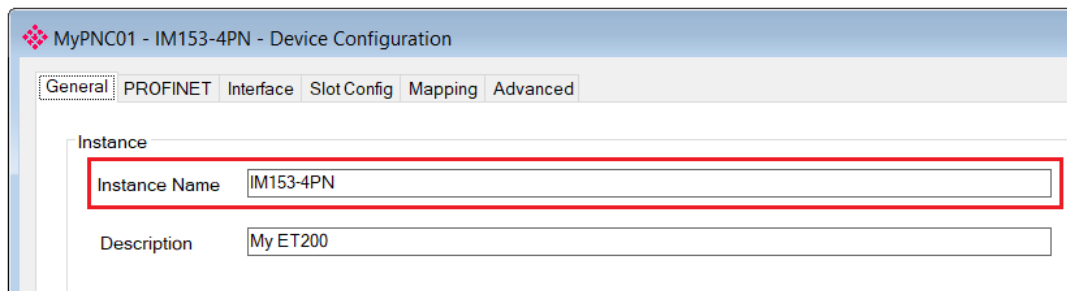 MyPNC01 - IM153-4PN - Device Configuration
General PROFINET Interface Slot Config Mapping Advanced
Instance
Instance Name IM153-4PN
Description My ET200